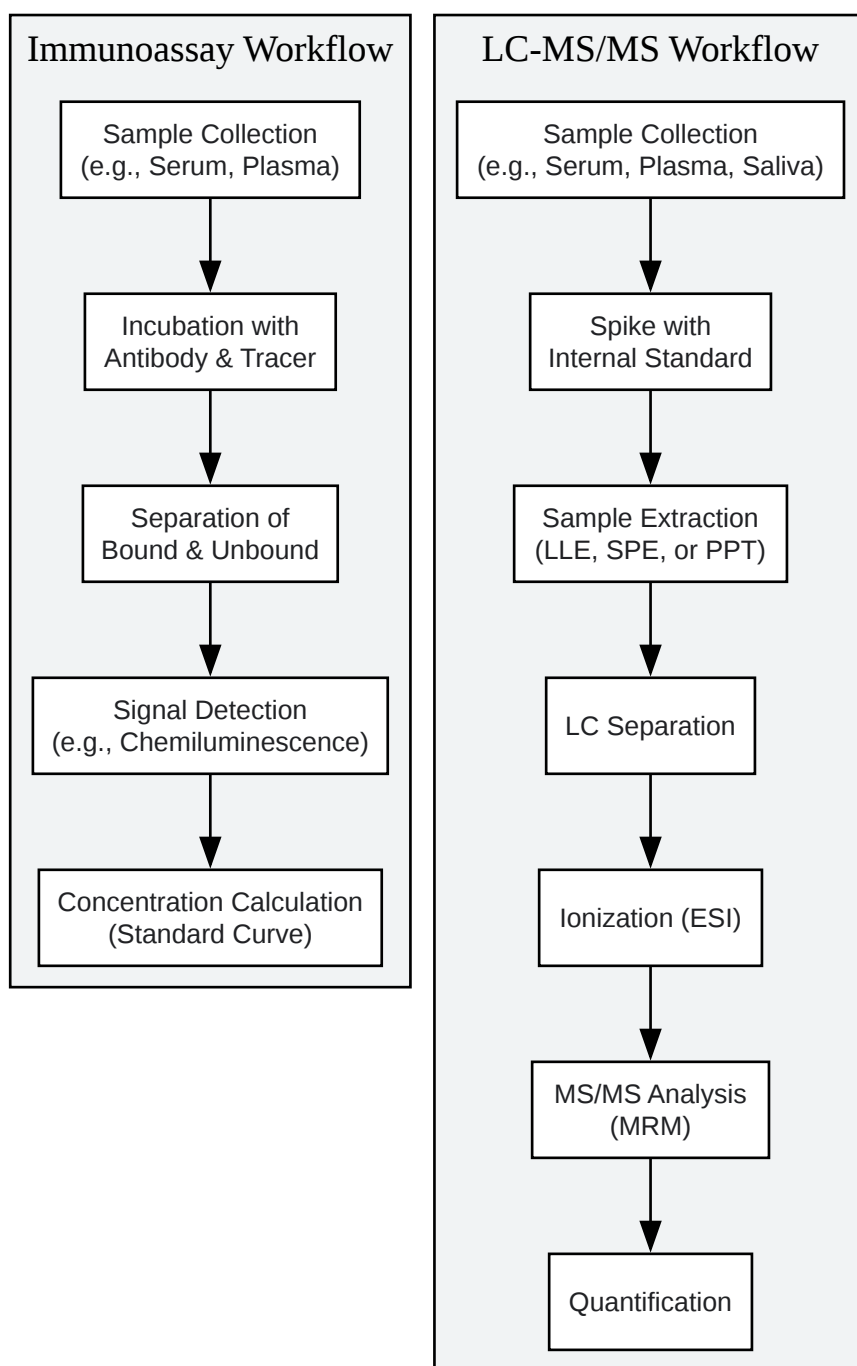 Immunoassay Workflow
Sample Collection
(e.g., Serum, Plasma)
Incubation with
Antibody & Tracer
Separation of
Bound & Unbound
Signal Detection
(e.g., Chemiluminescence)
Concentration Calculation
(Standard Curve)
LC-MS/MS Workflow
Sample Collection
(e.g., Serum, Plasma, Saliva)
Spike with
Internal Standard
Sample Extraction
(LLE, SPE, or PPT)
LC Separation
Ionization (ESI)
MS/MS Analysis
(MRM)
Quantification